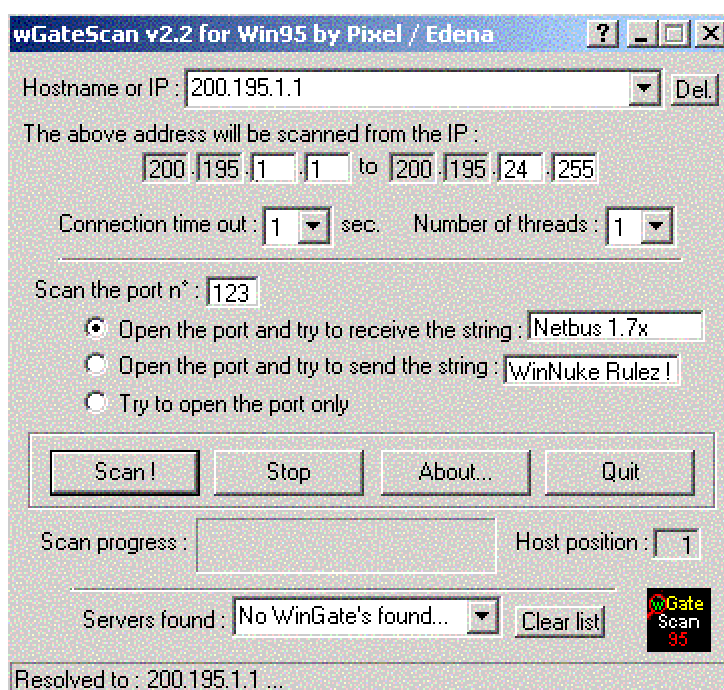 wGateScan v2.2 for Win95 by Pixel / Edena
Hostname or IP : 200.195.1.1 Del.
The above address will be scanned from the IP :
200 . 195 . 1 . 1 to 200 . 195 . 24 . 255
Connection time out : 1 sec. Number of threads : 1
Scan the port n° : 123
Open the port and try to receive the string : Netbus 1.7x
Open the port and try to send the string : WinNuke Rulez !
Try to open the port only
Scan ! Stop About... Quit
Scan progress : Host position : 1
Servers found : No WinGate's found... Clear list
wGate
Scan
95
Resolved to : 200.195.1.1 ...